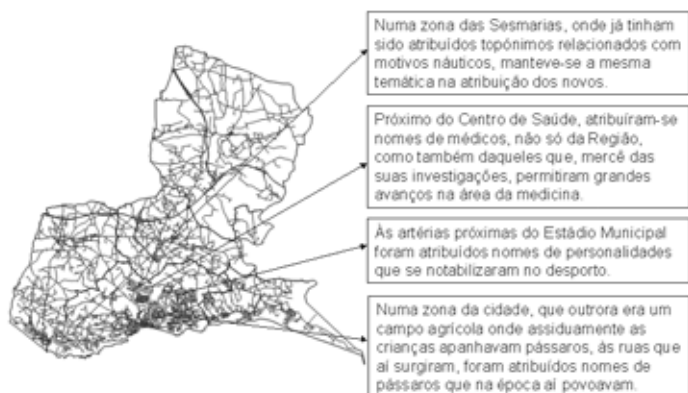 Numa zona das Sesmarias, onde já tinham
sido atribuídos topónimos relacionados com
motivos náuticos, manteve-se a mesma
temática na atribuição dos novos.
Próximo do Centro de Saúde, atribuíram-se
nomes de médicos, não só da Região,
como também daqueles que, mercê das
suas investigações, permitiram grandes
avanços na área da medicina.
Às artérias próximas do Estádio Municipal
foram atribuídos nomes de personalidades
que se notabilizaram no desporto.
Numa zona da cidade, que outrora era um
campo agrícola onde assiduamente as
crianças apanhavam pássaros, às ruas que
aí surgiram, foram atribuídos nomes de
pássaros que na época aí povoavam.